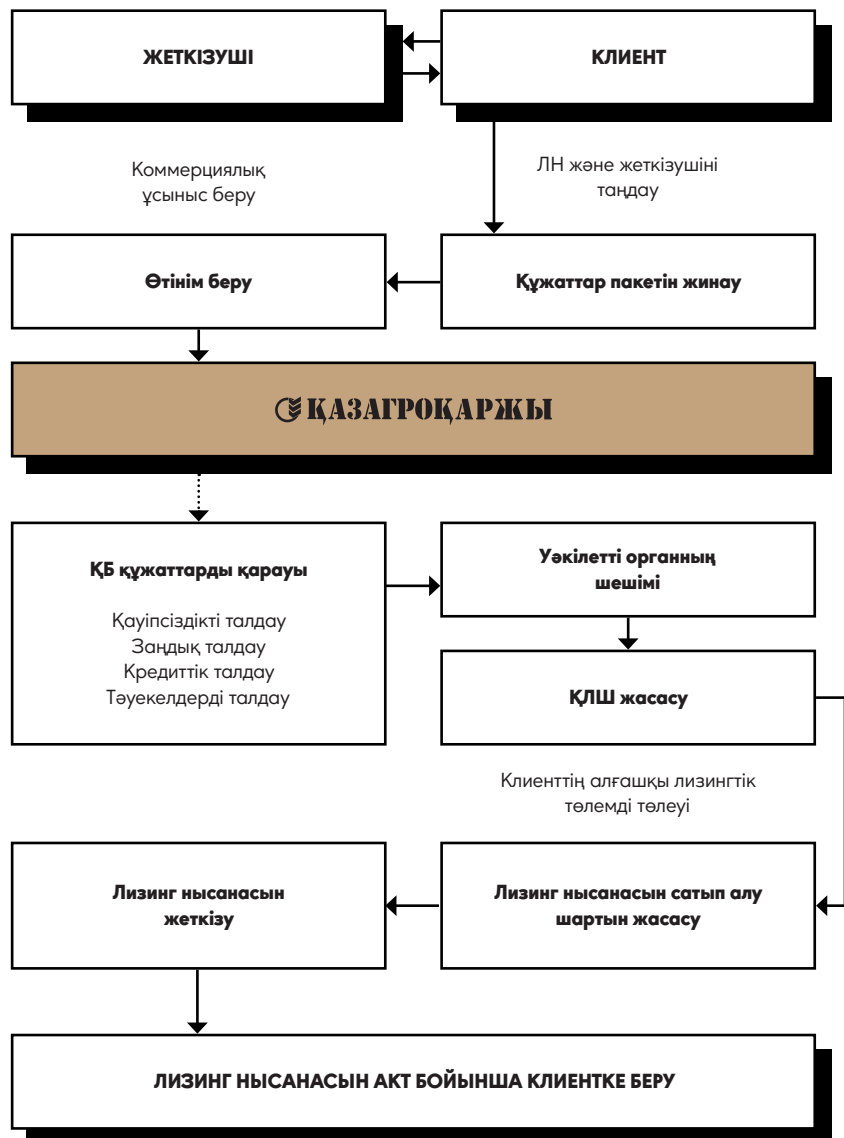 ЖЕТКІЗУШІ
КЛИЕНТ
Коммерциялық
ұсыныс беру
ЛН және жеткізушіні
таңдау
Өтінім беру
Құжаттар пакетін жинау
ҚАЗАГРОҚАРЖЫ
ҚБ құжаттарды қарауы
Қауіпсіздікті талдау
Заңдық талдау
Кредиттік талдау
Тәуекелдерді талдау
Уәкілетті органның
шешімі
ҚЛШ жасасу
Клиенттің алғашқы лизингтік
төлемді төлеуі
Лизинг нысанасын
жеткізу
Лизинг нысанасын сатып алу
шартын жасасу
ЛИЗИНГ НЫСАНАСЫН АКТ БОЙЫНША КЛИЕНТКЕ БЕРУ